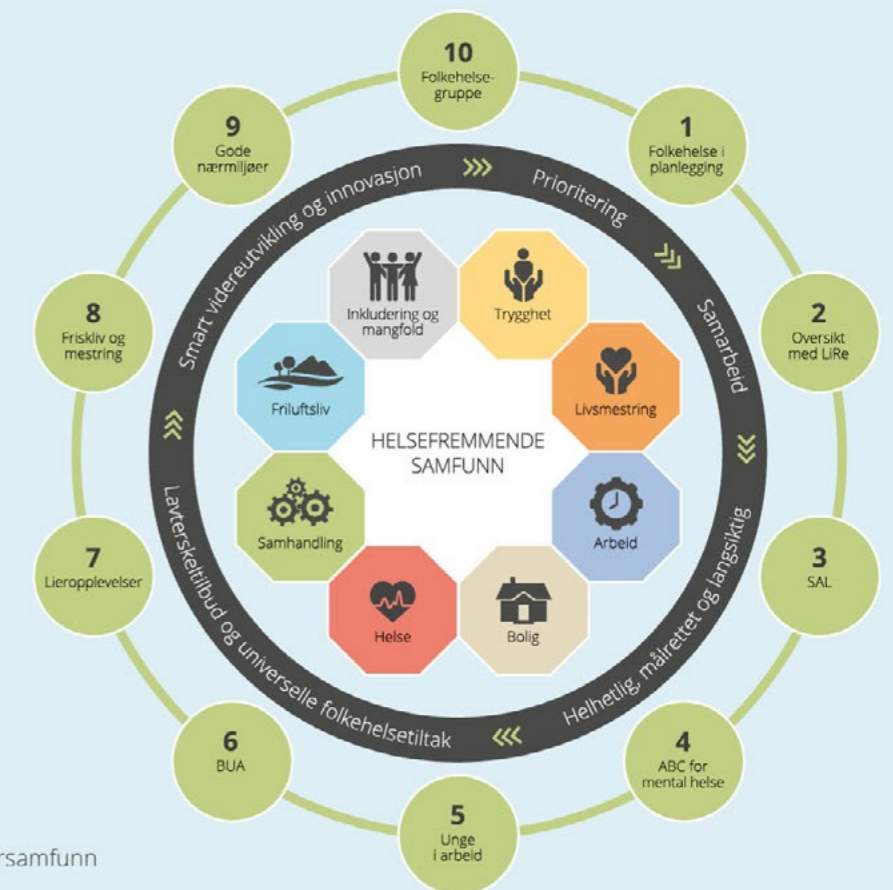 10
Folkehelse-
gruppe
1
Folkehelse i
planlegging
2
Oversikt
med LiRe
3
SAL
4
ABC for
mental helse
5
Unge
i arbeid
6
BUA
7
Lieropplevelser
8
Friskliv og
mestring
9
Gode
nærmiljøer
Prioritering
Samarbeid
Helhetlig, målrettet og langsiktig
Lavterskeltilbud og universelle folkehelsetiltak
Smart videreutvikling og innovasjon
Inkludering og
mangfold
Trygghet
Livsmestring
Arbeid
Bolig
Helse
Samhandling
Friluftsliv
HELSEFREMMENDE
SAMFUNN
rsamfunn